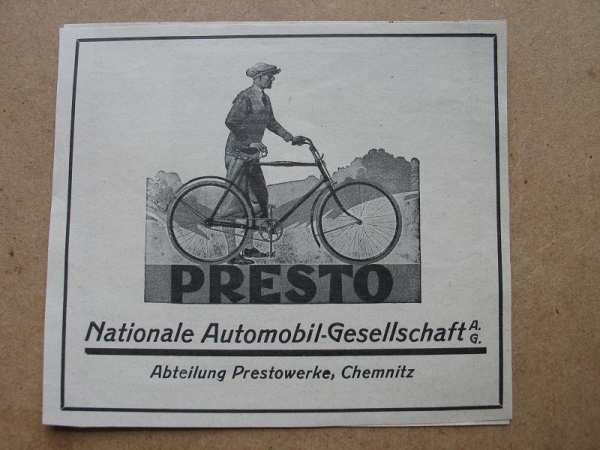 PRESTO
Nationale Automobil-Gesellschaft A. G.
Abteilung Prestowerke, Chemnitz